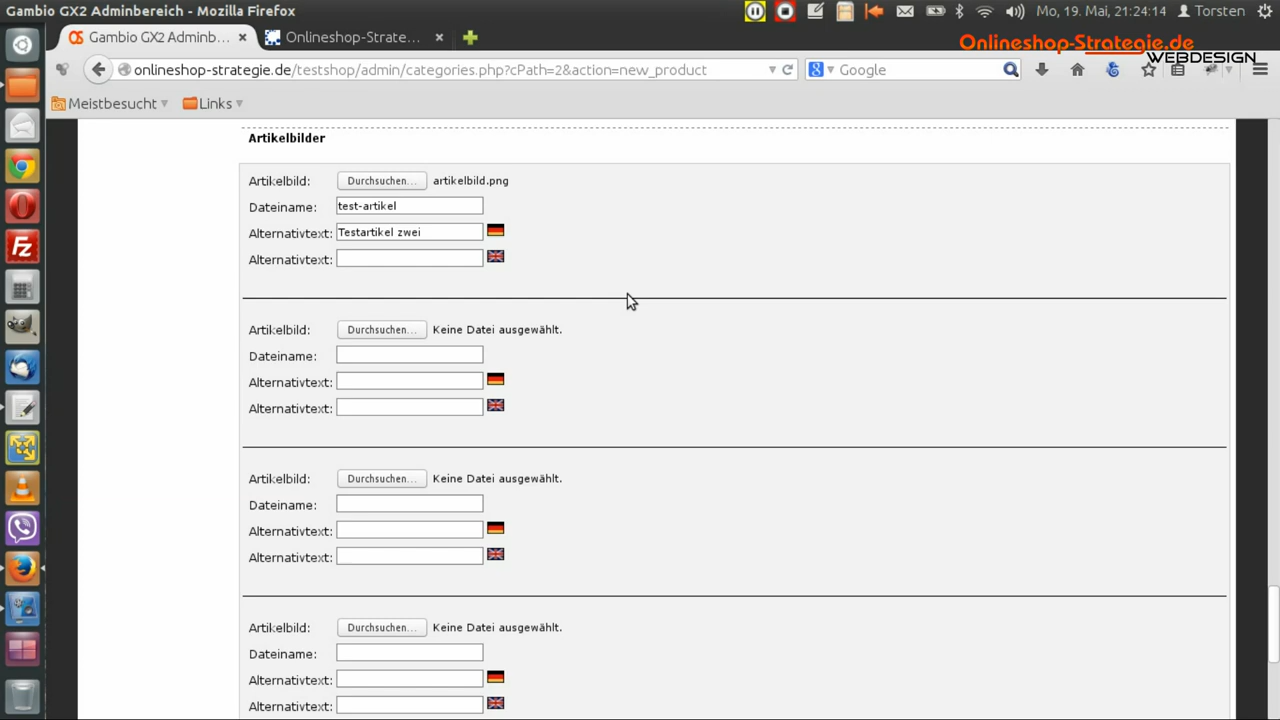 Gambio GX2 Adminbereich - Mozilla Firefox
Mo, 19. Mai, 21:24:14 Torsten
Gambio GX2 Adminb... Onlineshop-Strate...
Onlineshop-Strategie.de
WEBDESIGN
onlineshop-strategie.de/testshop/admin/categories.php?cPath=2&action=new_product
Google
Meistbesucht Links
Artikelbilder
Artikelbild: Durchsuchen... artikelbild.png
Dateiname: test-artikel
Alternativtext: Testartikel zwei
Alternativtext:
Artikelbild: Durchsuchen... Keine Datei ausgewählt.
Dateiname:
Alternativtext:
Alternativtext:
Artikelbild: Durchsuchen... Keine Datei ausgewählt.
Dateiname:
Alternativtext:
Alternativtext:
Artikelbild: Durchsuchen... Keine Datei ausgewählt.
Dateiname:
Alternativtext:
Alternativtext: